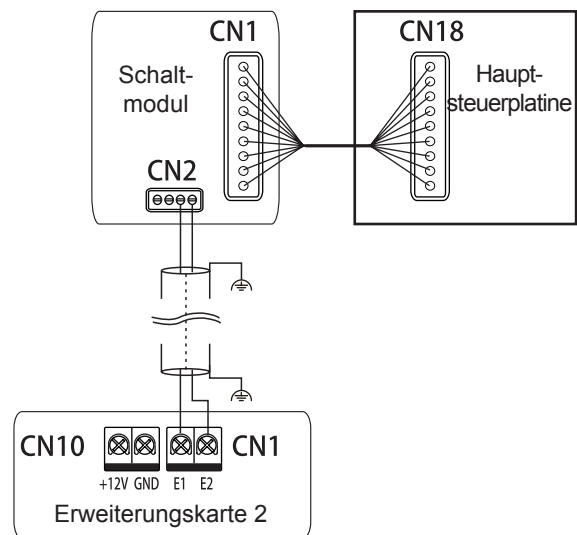 CN1
CN18
Schalt-
modul
Haupt-
steuerplatine
CN2
CN10
CN1
+12V GND E1 E2
Erweiterungskarte 2